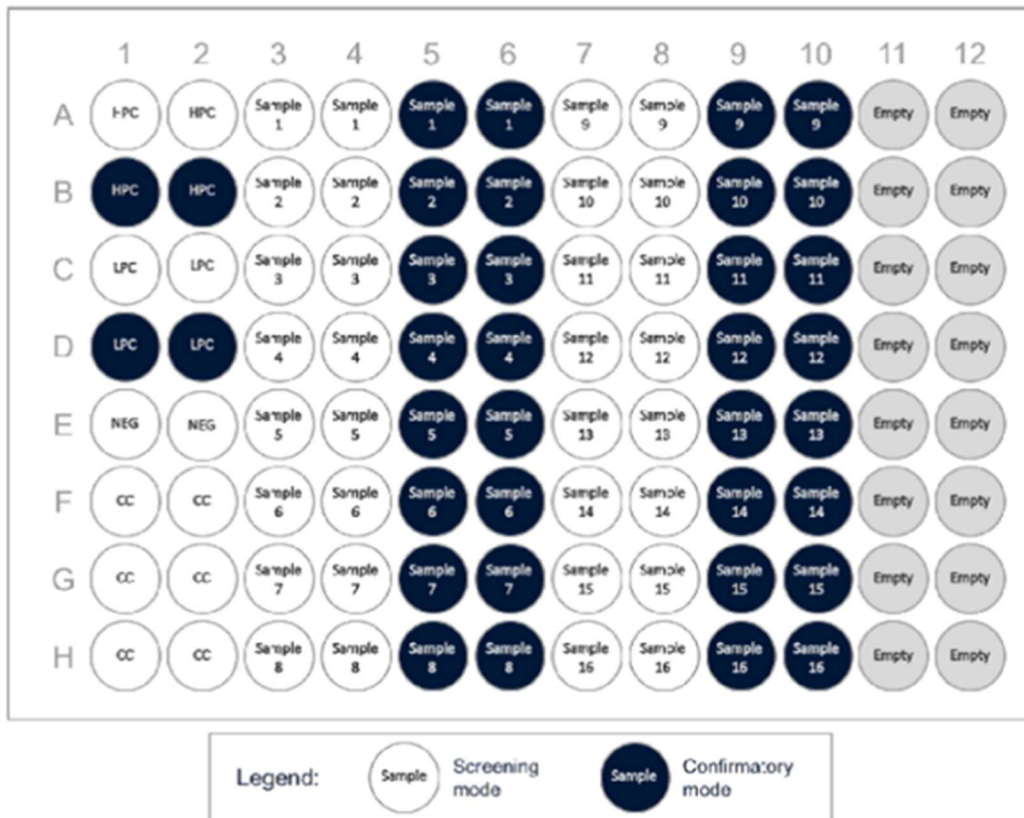 1 2 3 4 5 6 7 8 9 10 11 12
A HPC HPC Sample 1 Sample 1 Sample 1 Sample 1 Sample 9 Sample 9 Sample 9 Sample 9 Empty Empty
B HPC HPC Sample 2 Sample 2 Sample 2 Sample 2 Sample 10 Sample 10 Sample 10 Sample 10 Empty Empty
C LPC LPC Sample 3 Sample 3 Sample 3 Sample 3 Sample 11 Sample 11 Sample 11 Sample 11 Empty Empty
D LPC LPC Sample 4 Sample 4 Sample 4 Sample 4 Sample 12 Sample 12 Sample 12 Sample 12 Empty Empty
E NEG NEG Sample 5 Sample 5 Sample 5 Sample 5 Sample 13 Sample 13 Sample 13 Sample 13 Empty Empty
F CC CC Sample 6 Sample 6 Sample 6 Sample 6 Sample 14 Sample 14 Sample 14 Sample 14 Empty Empty
G CC CC Sample 7 Sample 7 Sample 7 Sample 7 Sample 15 Sample 15 Sample 15 Sample 15 Empty Empty
H CC CC Sample 8 Sample 8 Sample 8 Sample 8 Sample 16 Sample 16 Sample 16 Sample 16 Empty Empty
Legend: Sample Screening mode Sample Confirmatory mode